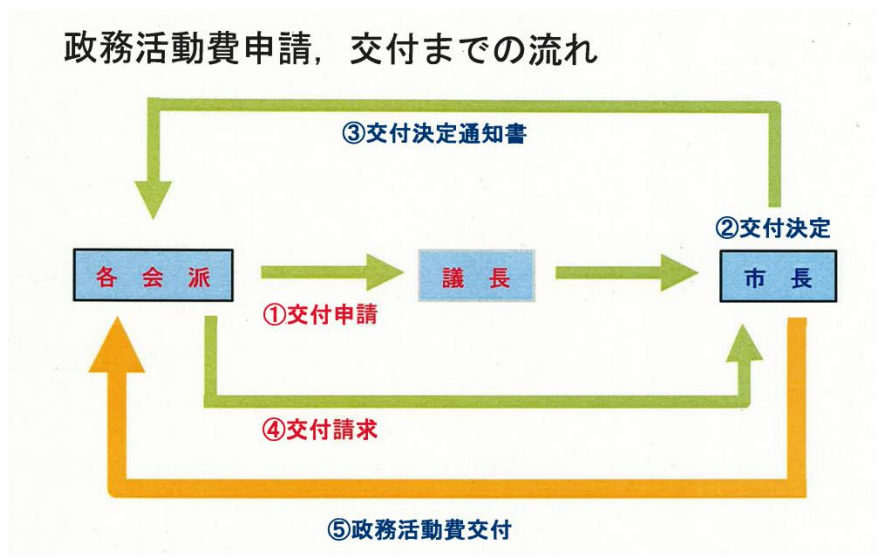 政務活動費申請，交付までの流れ
③交付決定通知書
②交付決定
各会派
議長
市長
①交付申請
④交付請求
⑤政務活動費交付